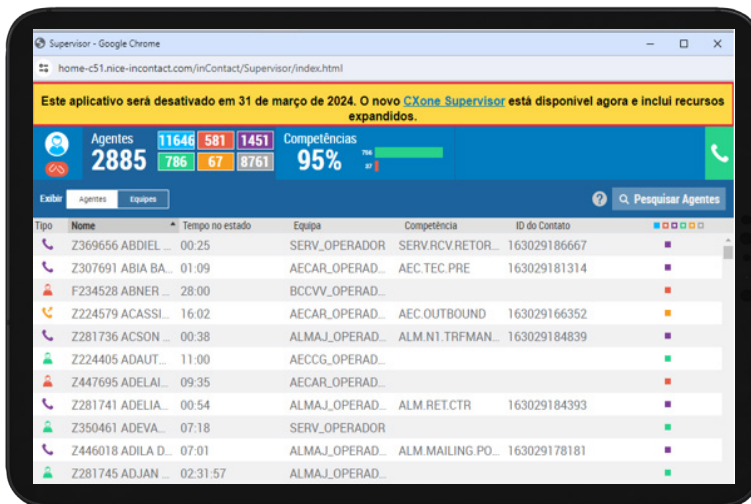 Supervisor - Google Chrome
home-c51.nice-incontact.com/inContact/Supervisor/index.html
Este aplicativo será desativado em 31 de março de 2024. O novo CXone Supervisor está disponivel agora e inclui recursos
expandidos.
Agentes 11646 581 1451 Competências
2885 786 67 8761 95% 766
37
Exibir Agentes Equipes ? Pesquisar Agentes
Tipo Nome Tempo no estado Equipa Competência ID do Contato
Z369656 ABDIEL ... 00:25 SERV_OPERADOR SERV.RCV.RETOR... 163029186667
Z307691 ABIA BA... 01:09 AECAR_OPERAD... AEC.TEC.PRE 163029181314
F234528 ABNER ... 28:00 BCCVV_OPERAD...
Z224579 ACASSI... 16:02 AECAR_OPERAD... AEC.OUTBOUND 163029166352
Z281736 ACSON ... 00:38 ALMAJ_OPERAD... ALM.N1.TRFMAN... 163029184839
Z224405 ADAUT... 11:00 AECCG_OPERAD...
Z447695 ADELAI... 09:35 AECAR_OPERAD...
Z281741 ADELIA... 00:54 ALMAJ_OPERAD... ALM.RET.CTR 163029184393
Z350461 ADEVA... 07:18 SERV_OPERADOR
Z446018 ADILA D... 07:01 ALMAJ_OPERAD... ALM.MAILING.PO... 163029178181
Z281745 ADJAN ... 02:31:57 ALMAJ_OPERAD...